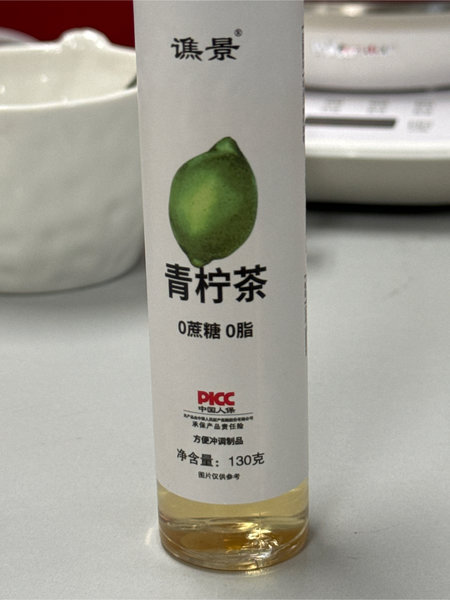 谯景®
青柠茶
0蔗糖 0脂
PICC
中国人保
承保产品责任险
方便冲调制品
净含量：130克
图片仅供参考